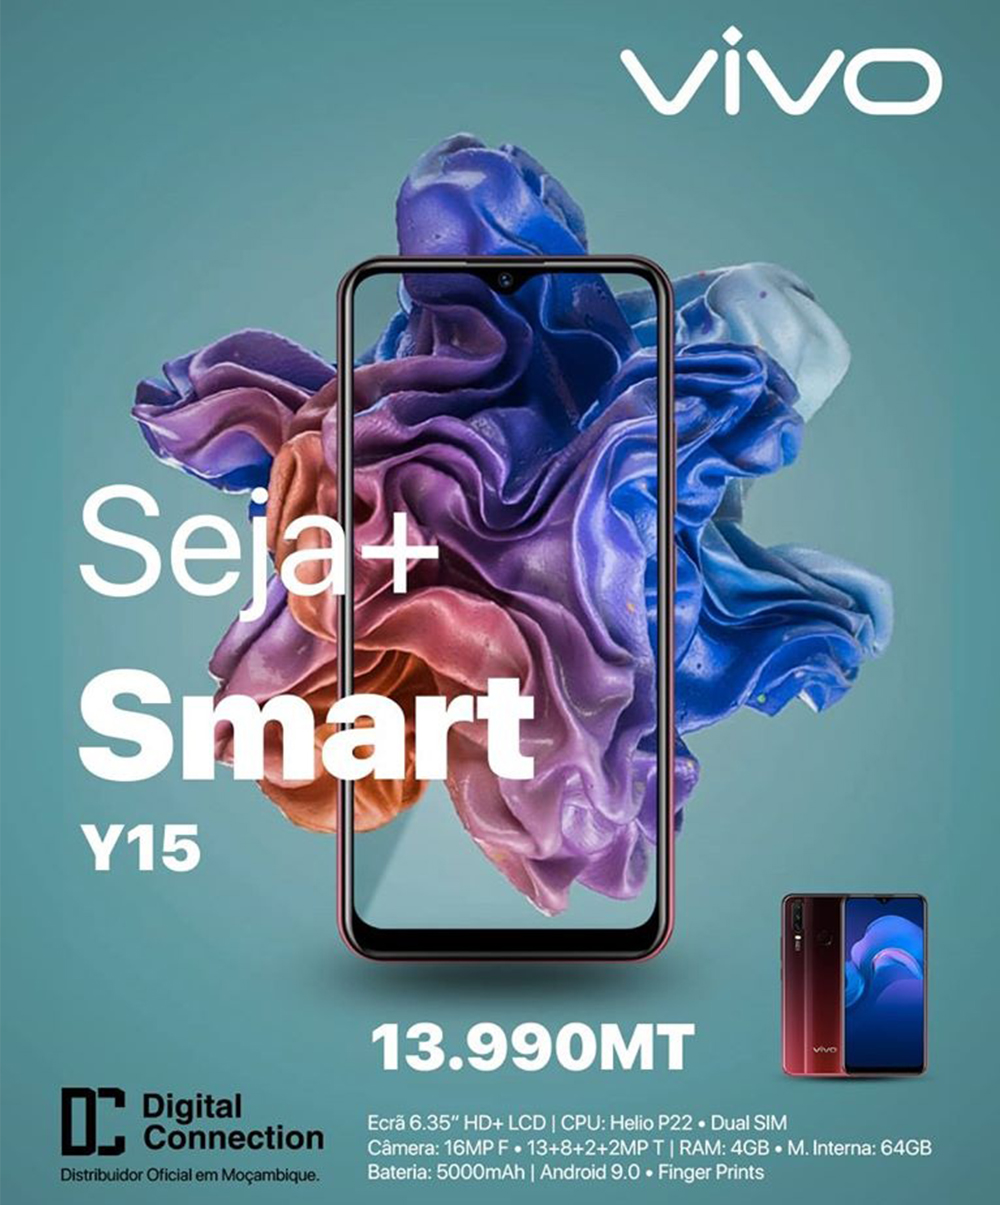 vivo
Seja+
Smart
Y15
vivo
13.990MT
DC Digital
Connection
Distribuidor Oficial em Moçambique.
Ecrã 6.35“ HD+ LCD | CPU: Helio P22 • Dual SIM
Câmera: 16MP F • 13+8+2+2MP T | RAM: 4GB • M. Interna: 64GB
Bateria: 5000mAh | Android 9.0 • Finger Prints